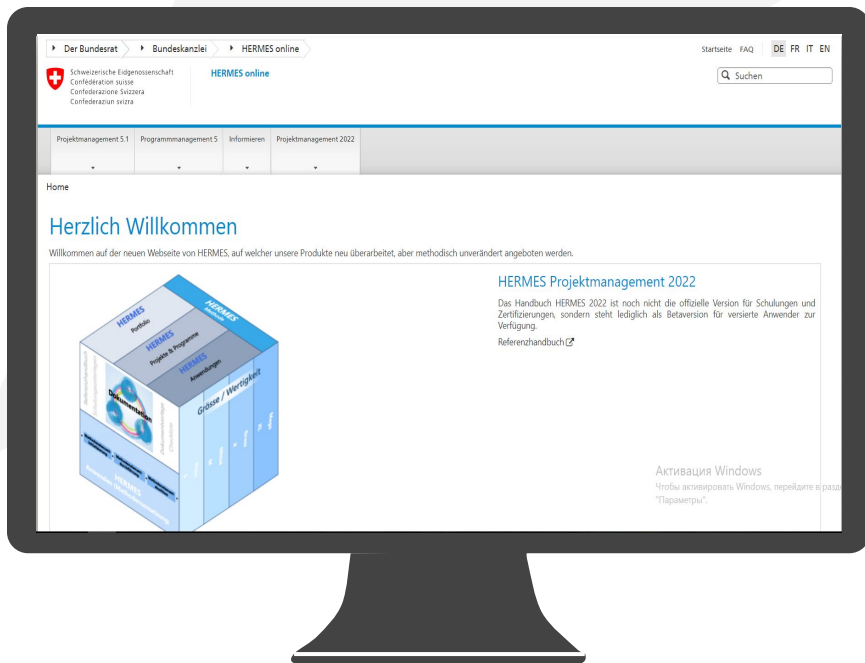 Der Bundesrat
Bundeskanzlei
HERMES online
Startseite FAQ DE FR IT EN
Schweizerische Eidgenossenschaft
Confédération suisse
Confederazione Svizzera
Confederaziun svizra
HERMES online
Suchen
Projektmanagement 5.1 Programmmanagement 5 Informieren Projektmanagement 2022
Home
Herzlich Willkommen
Willkommen auf der neuen Webseite von HERMES, auf welcher unsere Produkte neu überarbeitet, aber methodisch unverändert angeboten werden.
HERMES
Portfolio
HERMES
Methode
HERMES
Projekte & Programme
HERMES
Anwendungen
Dokumentation
Grösse / Wertigkeit
HERMES
HERMES Projektmanagement 2022
Das Handbuch HERMES 2022 ist noch nicht die offizielle Version für Schulungen und
Zertifizierungen, sondern steht lediglich als Betaversion für versierte Anwender zur
Verfügung.
Referenzhandbuch
Активация Windows
Чтобы активировать Windows, перейдите в разд
"Параметры".